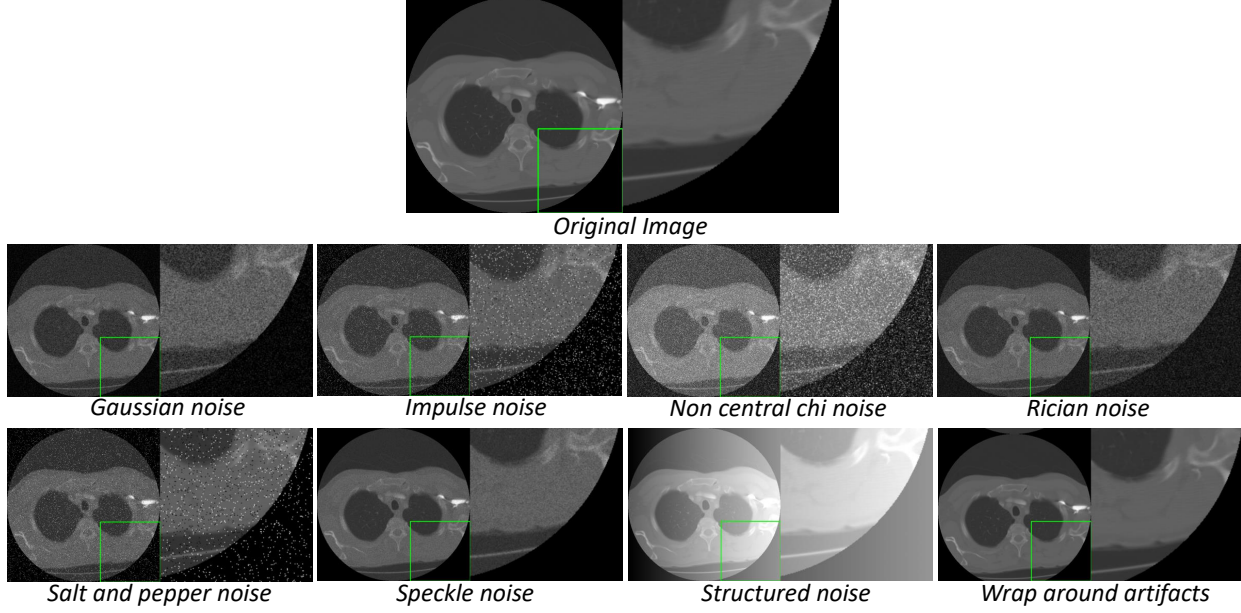 Original Image
Gaussian noise
Impulse noise
Non central chi noise
Rician noise
Salt and pepper noise
Speckle noise
Structured noise
Wrap around artifacts